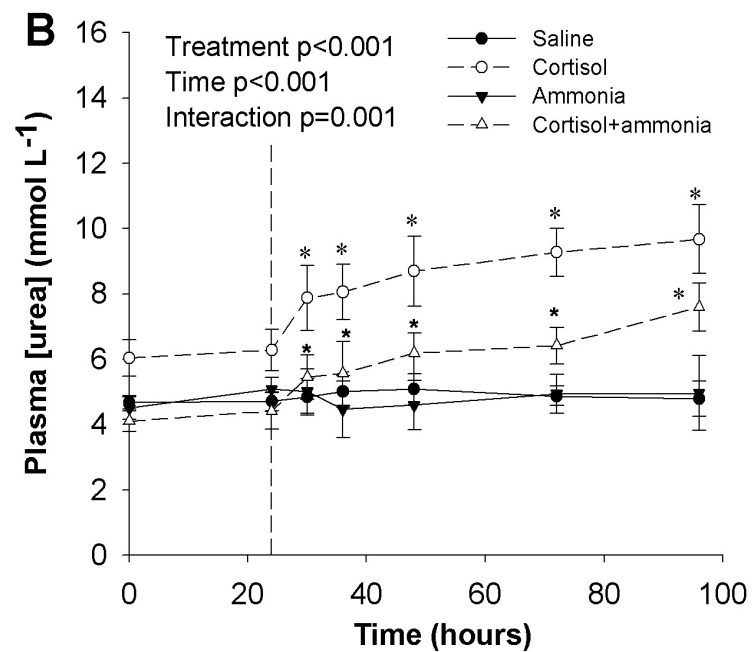 B
Treatment p<0.001
Time p<0.001
Interaction p=0.001
Saline
Cortisol
Ammonia
Cortisol+ammonia
Plasma [urea] (mmol L-1)
16
14
12
10
8
6
4
2
0
* * * * *
* * * * *
0 20 40 60 80 100
Time (hours)